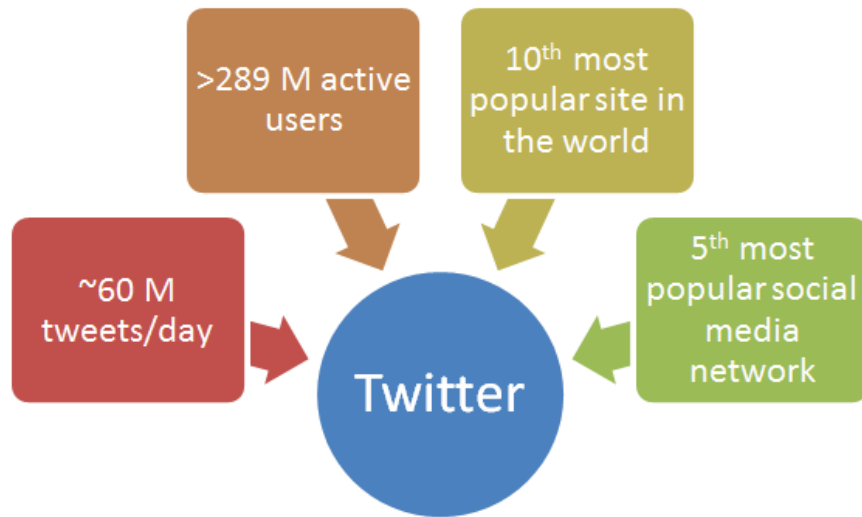 ~60 M
tweets/day
>289 M active
users
10th most
popular site in
the world
5th most
popular social
media
network
Twitter